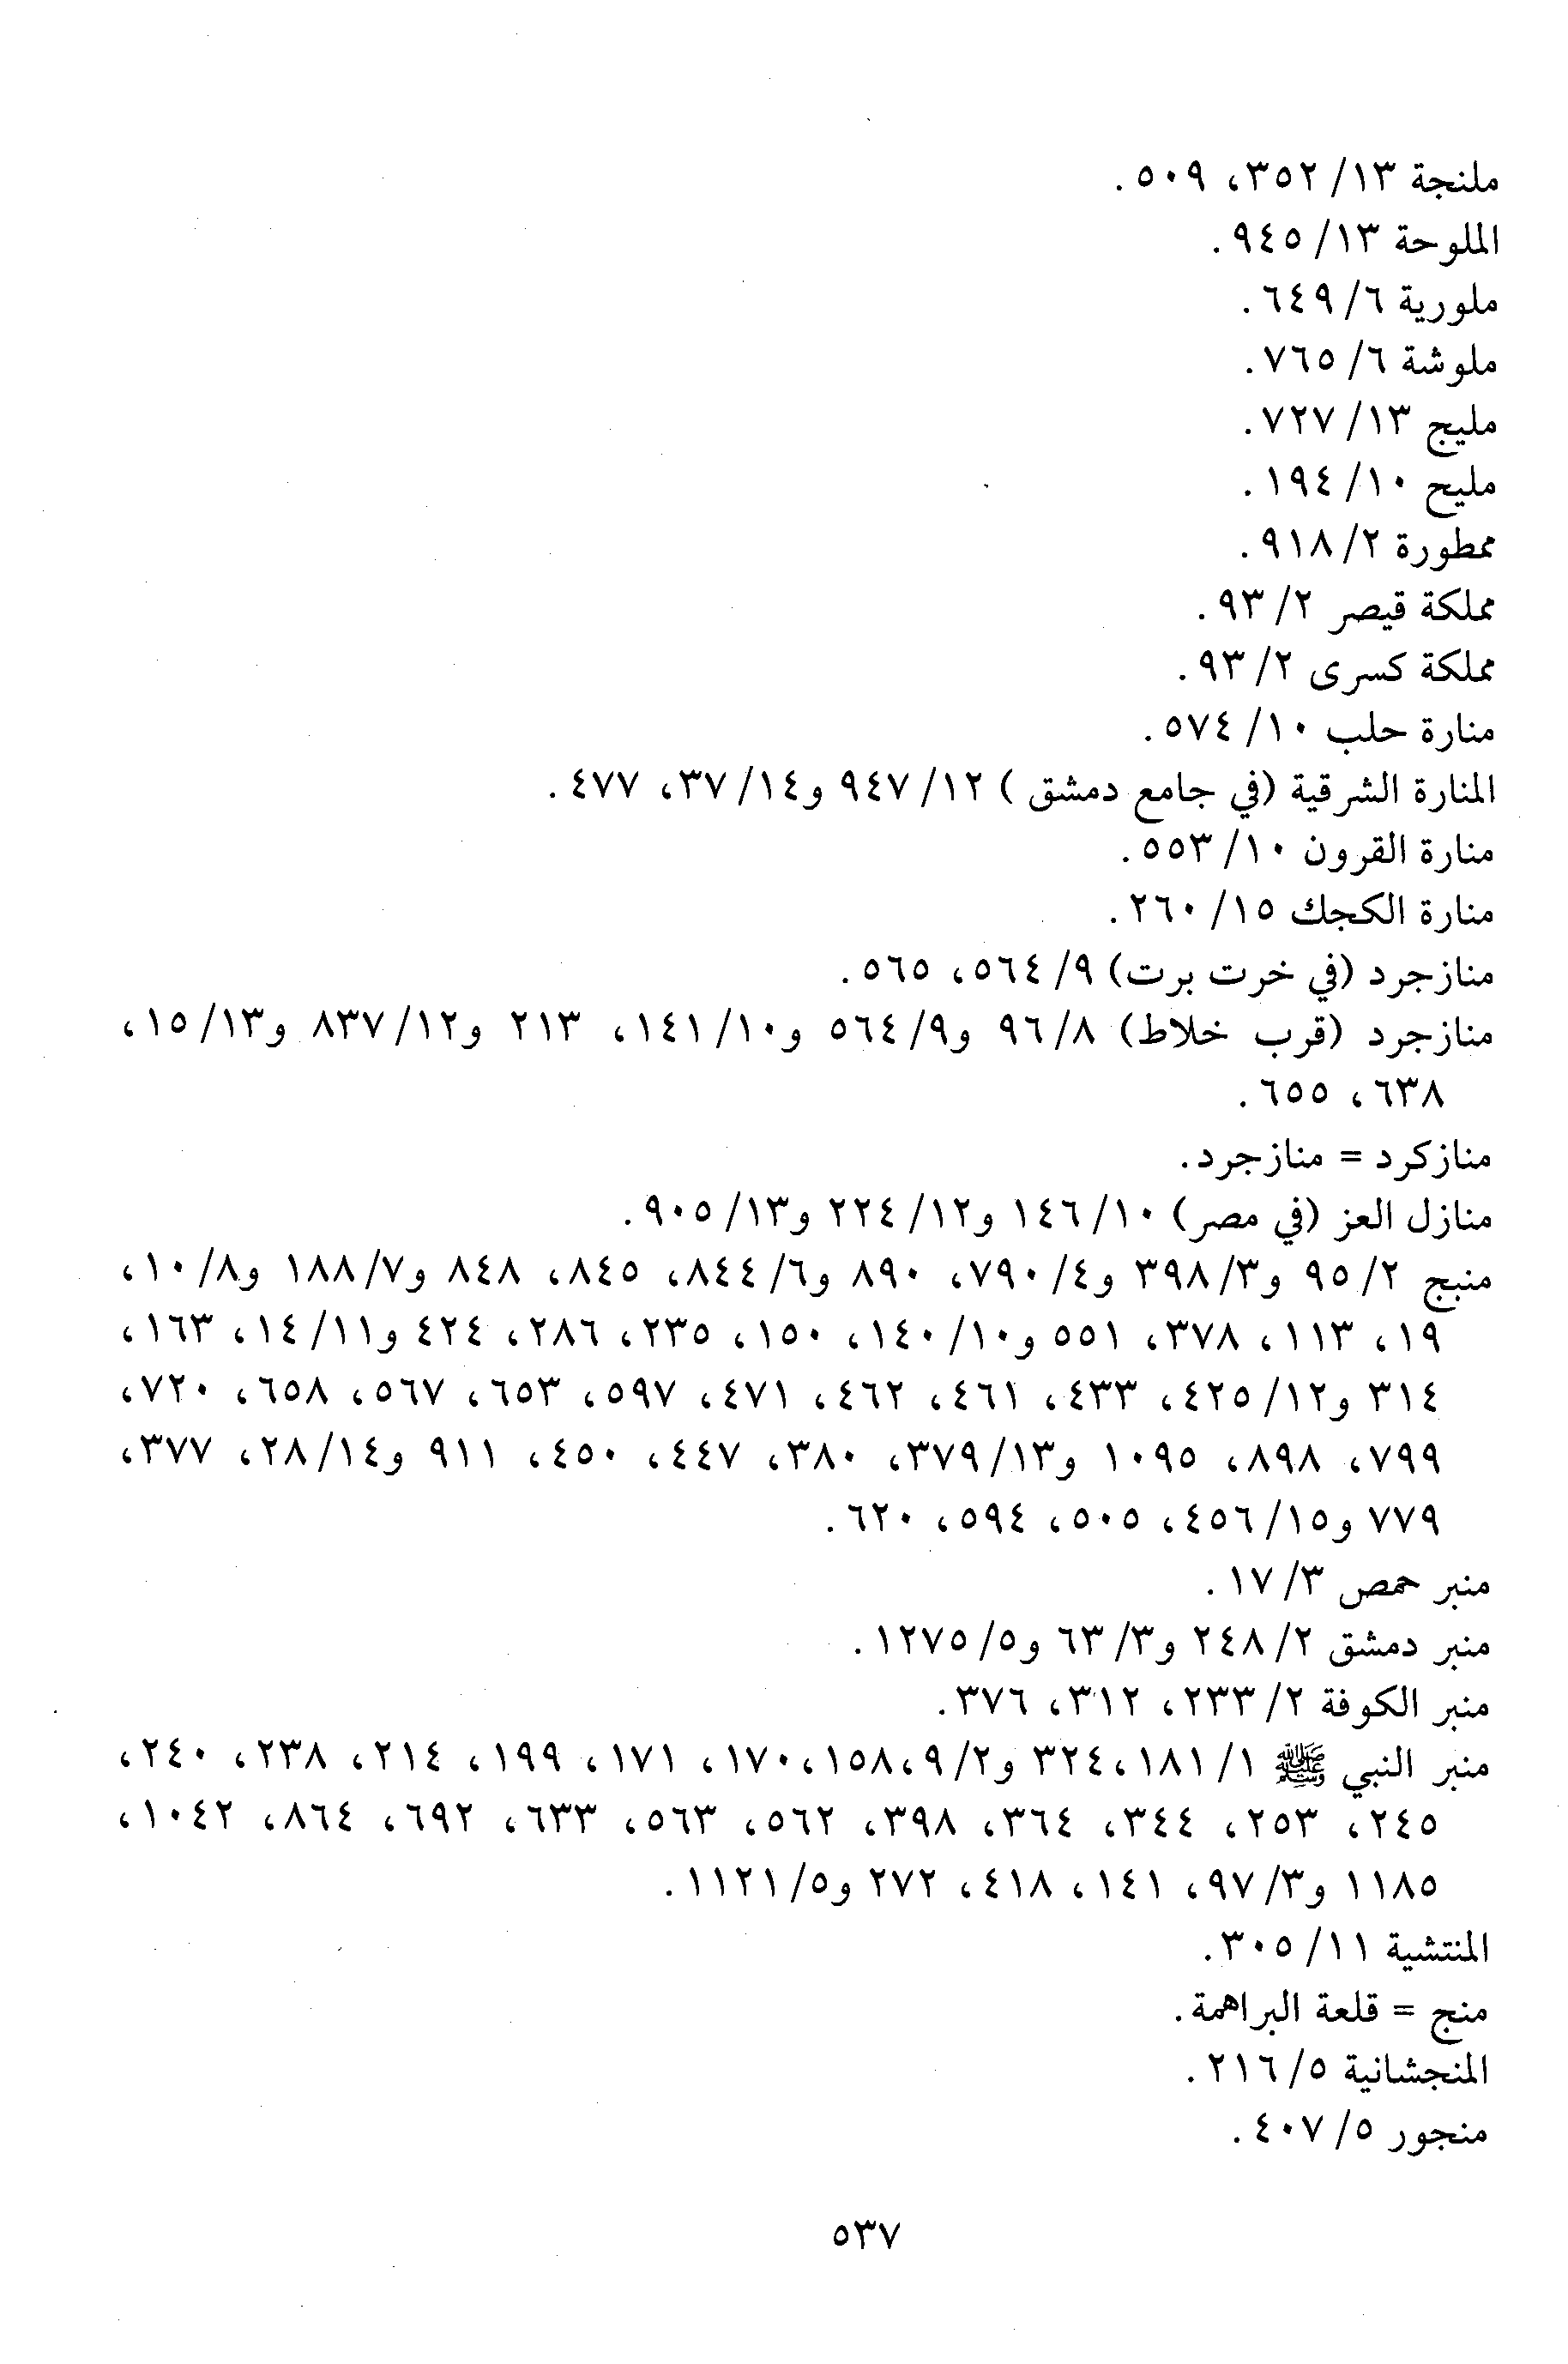 ملنجة ١٣/ ٣٥٢، ٥٠٩.
الملوحة ١٣/ ٩٤٥.
ملورية ٦/ ٦٤٩.
ملوشة ٦/ ٧٦٥.
مليج ١٣/ ٧٢٧.
مليح ١٠/ ١٩٤.
ممطورة ٢/ ٩١٨.
مملكة قيصر ٢/ ٩٣.
مملكة كسرى ٢/ ٩٣.
منارة حلب ١٠/ ٥٧٤.
المنارة الشرقية (في جامع دمشق ) ١٢/ ٩٤٧ و١٤/ ٣٧، ٤٧٧.
منارة القرون ١٠/ ٥٥٣.
منارة الكجك ١٥/ ٢٦٠.
منازجرد (في خرت برت) ٩/ ٥٦٤، ٥٦٥.
منازجرد (قرب خلاط) ٨/ ٩٦ و٩/ ٥٦٤ و١٠/ ١٤١، ٢١٣ و١٢/ ٨٣٧ و١٣/ ١٥،
٦٣٨، ٦٥٥.
منازكرد = منازجرد.
منازل العز (في مصر) ١٠/ ١٤٦ و١٢/ ٢٢٤ و١٣/ ٩٠٥.
منبج ٢/ ٩٥ و٣/ ٣٩٨ و٤/ ٧٩٠، ٨٩٠ و٦/ ٨٤٤، ٨٤٥، ٨٤٨ و٧/ ١٨٨ و٨/ ١٠،
١٩، ١١٣، ٣٧٨، ٥٥١ و١٠/ ١٤٠، ١٥٠، ٢٣٥، ٢٨٦، ٤٢٤ و١١/ ١٤، ١٦٣،
٣١٤ و١٢/ ٤٢٥، ٤٣٣، ٤٦١، ٤٦٢، ٤٧١، ٥٩٧، ٦٥٣، ٥٦٧، ٦٥٨، ٧٢٠،
٧٩٩، ٨٩٨، ١٠٩٥ و١٣/ ٣٧٩، ٣٨٠، ٤٤٧، ٤٥٠، ٩١١ و١٤/ ٢٨، ٣٧٧،
٧٧٩ و١٥/ ٤٥٦، ٥٠٥، ٥٩٤، ٦٢٠.
منبر حمص ٣/ ١٧.
منبر دمشق ٢/ ٢٤٨ و٣/ ٦٣ و٥/ ١٢٧٥.
منبر الكوفة ٢/ ٢٣٣، ٣١٢، ٣٧٦.
منبر النبي ﷺ ١/ ١٨١، ٣٢٤ و٢/ ٩، ١٥٨، ١٧٠، ١٧١، ١٩٩، ٢١٤، ٢٣٨، ٢٤٠،
٢٤٥، ٢٥٣، ٣٤٤، ٣٦٤، ٣٩٨، ٥٦٢، ٥٦٣، ٦٣٣، ٦٩٢، ٨٦٤، ١٠٤٢،
١١٨٥ و٣/ ٩٧، ١٤١، ٤١٨، ٢٧٢ و٥/ ١١٢١.
المنتشية ١١/ ٣٠٥.
منج = قلعة البراهمة.
المنجشانية ٥/ ٢١٦.
منجور ٥/ ٤٠٧.
٥٣٧